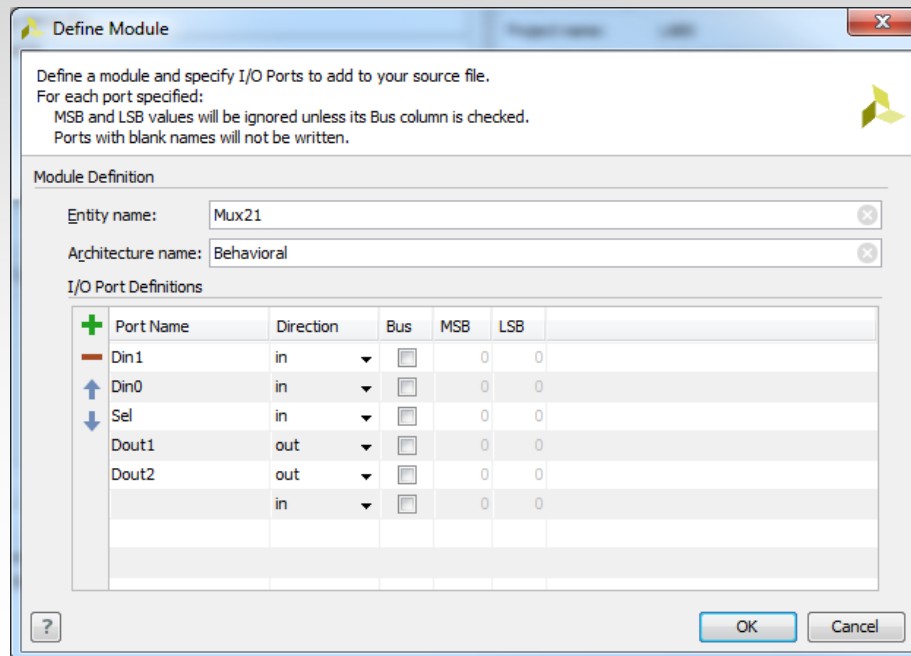 Define Module
Project name: LAB5
Define a module and specify I/O Ports to add to your source file.
For each port specified:
MSB and LSB values will be ignored unless its Bus column is checked.
Ports with blank names will not be written.
Module Definition
Entity name: Mux21
Architecture name: Behavioral
I/O Port Definitions
Port Name Direction Bus MSB LSB
Din1 in 0 0
Din0 in 0 0
Sel in 0 0
Dout1 out 0 0
Dout2 out 0 0
in 0 0
? OK Cancel